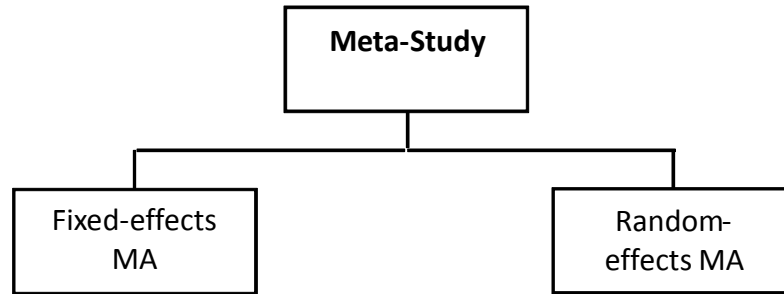 Meta-Study
Fixed-effects
MA
Random-
effects MA